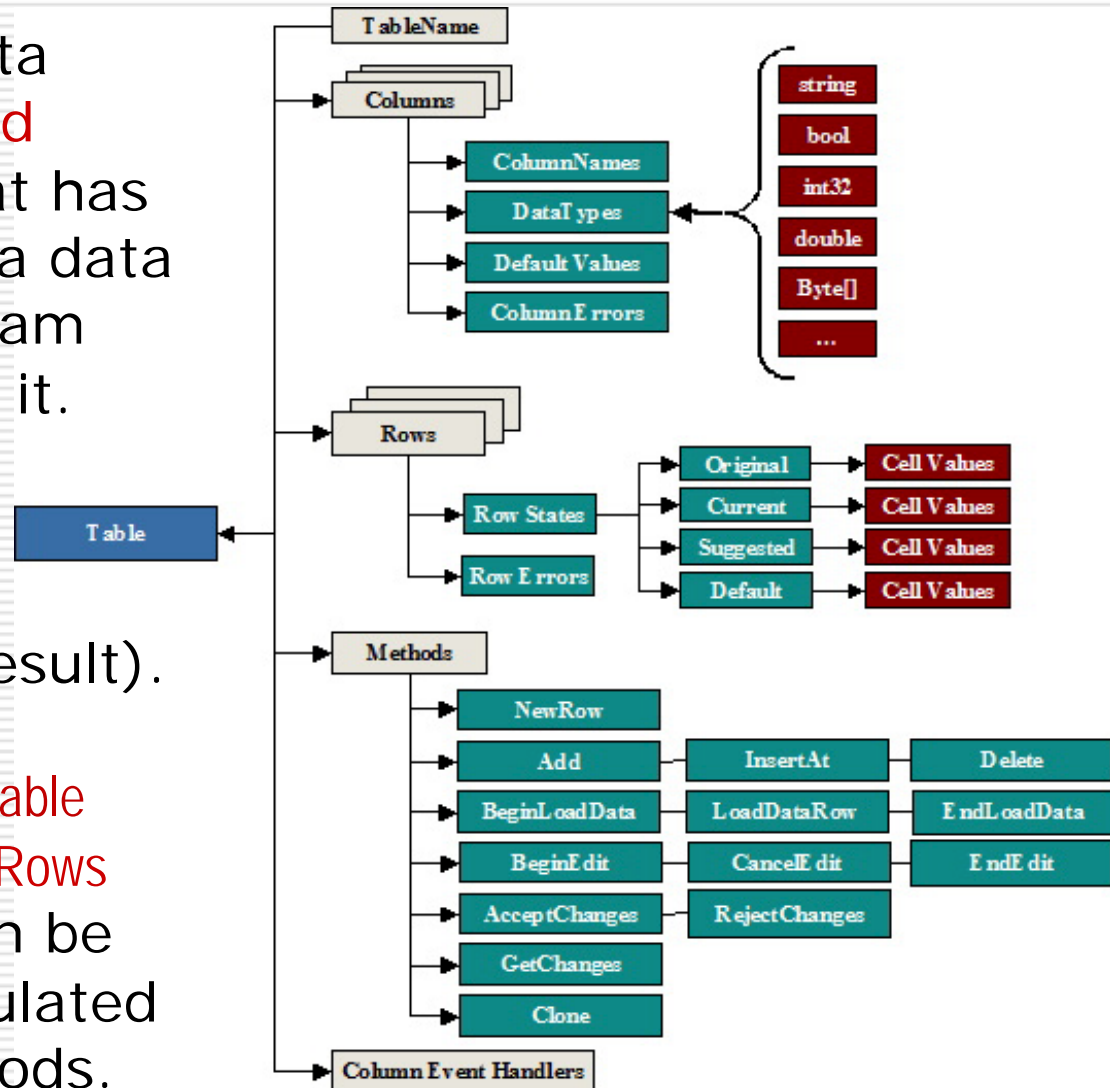 ta
d
at has
a data
am
it.
esult).
able
Rows
n be
ulated
ods.
TableName
Columns
ColumnNames
DataTypes
Default Values
ColumnErrors
string
bool
int32
double
Byte[]
...
Rows
Row States
Row Errors
Original
Current
Suggested
Default
Cell Values
Cell Values
Cell Values
Cell Values
Table
Methods
NewRow
Add
InsertAt
Delete
BeginLoadData
LoadDataRow
EndLoadData
BeginEdit
CancelEdit
EndEdit
AcceptChanges
RejectChanges
GetChanges
Clone
Column Event Handlers